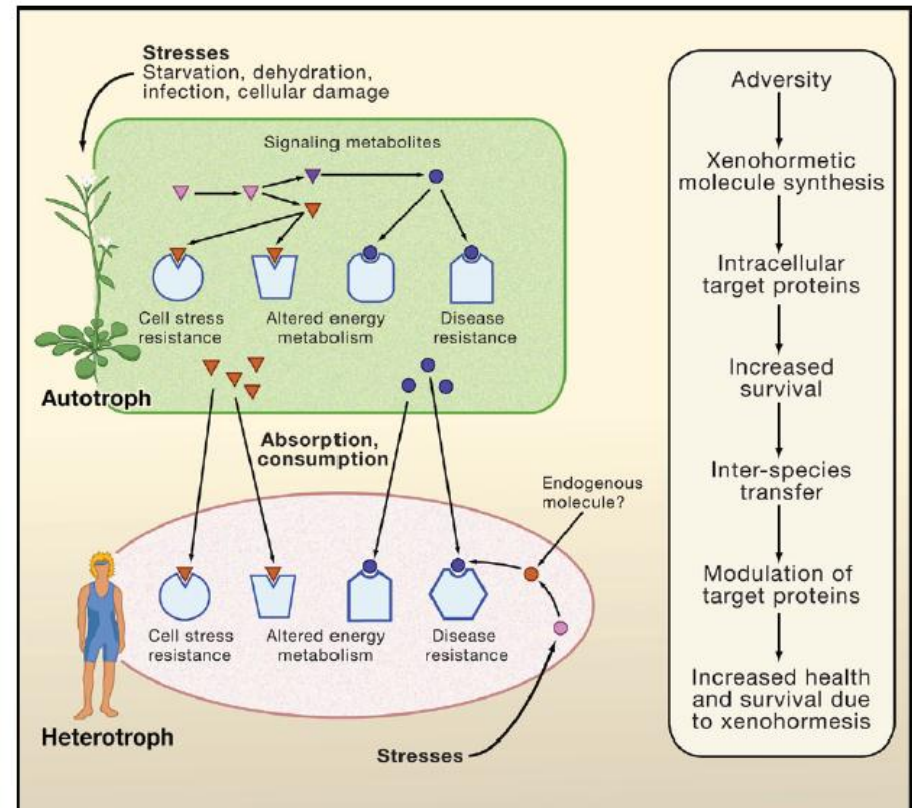 Stresses
Starvation, dehydration,
infection, cellular damage
Signaling metabolites
Cell stress
resistance
Altered energy
metabolism
Disease
resistance
Autotroph
Absorption,
consumption
Endogenous
molecule?
Cell stress
resistance
Altered energy
metabolism
Disease
resistance
Heterotroph
Stresses
Adversity
Xenohormetic
molecule synthesis
Intracellular
target proteins
Increased
survival
Inter-species
transfer
Modulation of
target proteins
Increased health
and survival due
to xenohormesis